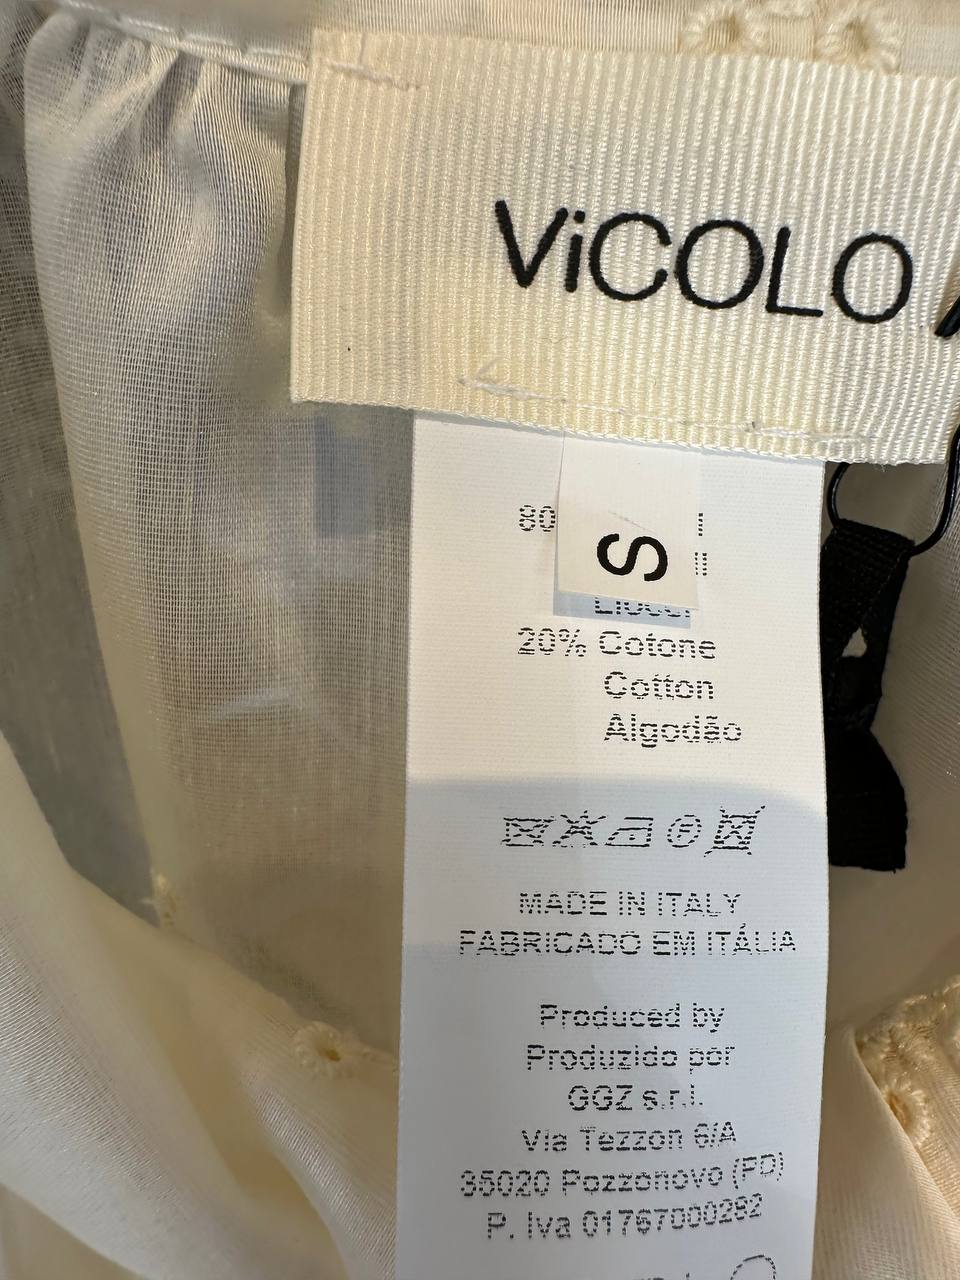 ViCOLO
S
80
20% Cotone
Cotton
Algodão
MADE IN ITALY
FABRICADO EM ITÁLIA
Produced by
Produzido por
GGZ s.r.l.
Via Tezzon 6/A
35020 Pozzonovo (PD)
P. Iva 01767000282